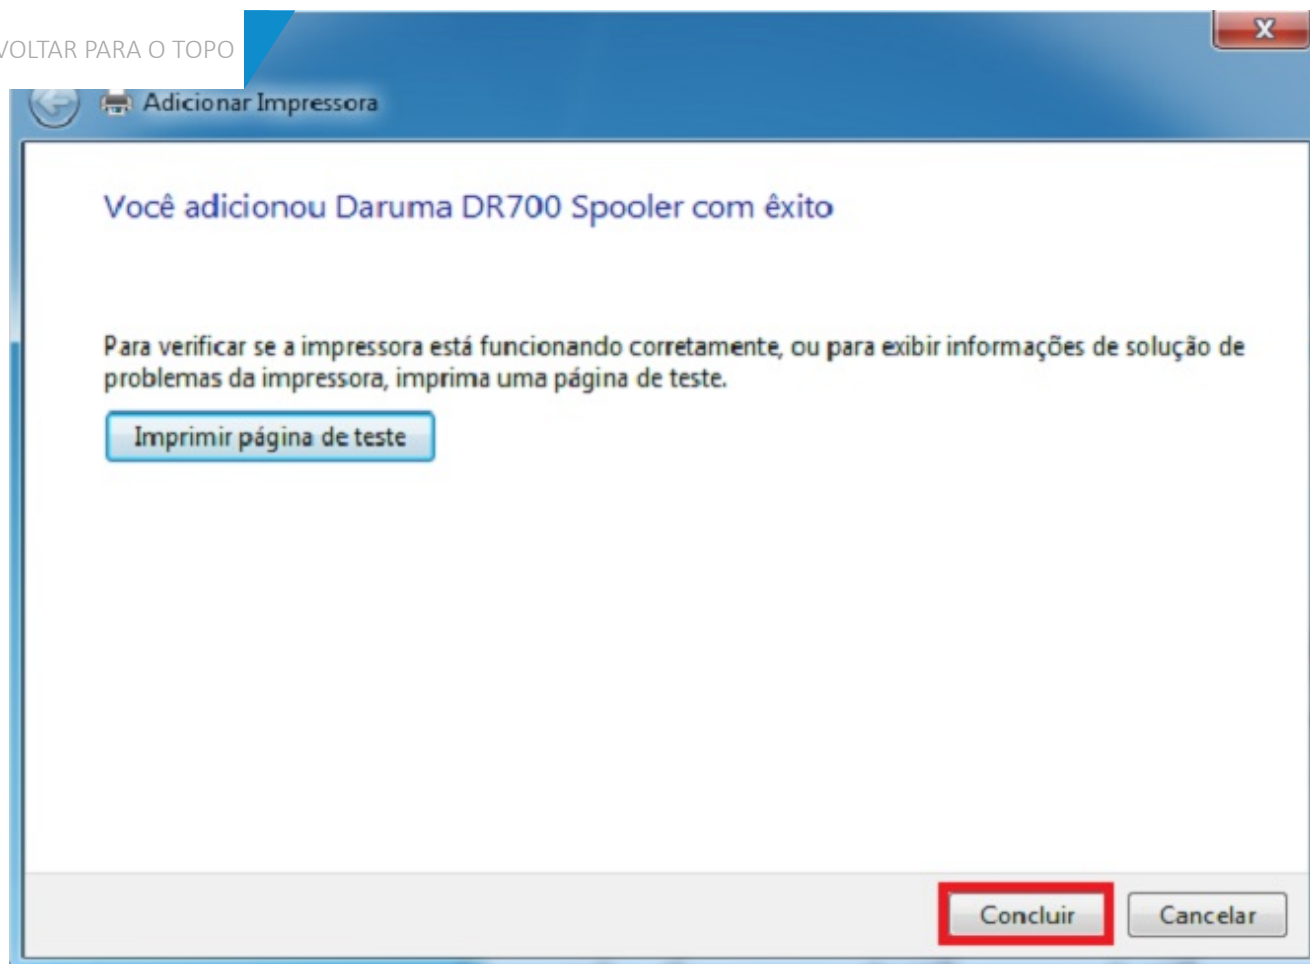 VOLTAR PARA O TOPO
Adicionar Impressora
Você adicionou Daruma DR700 Spooler com êxito
Para verificar se a impressora está funcionando corretamente, ou para exibir informações de solução de
problemas da impressora, imprima uma página de teste.
Imprimir página de teste
Concluir
Cancelar